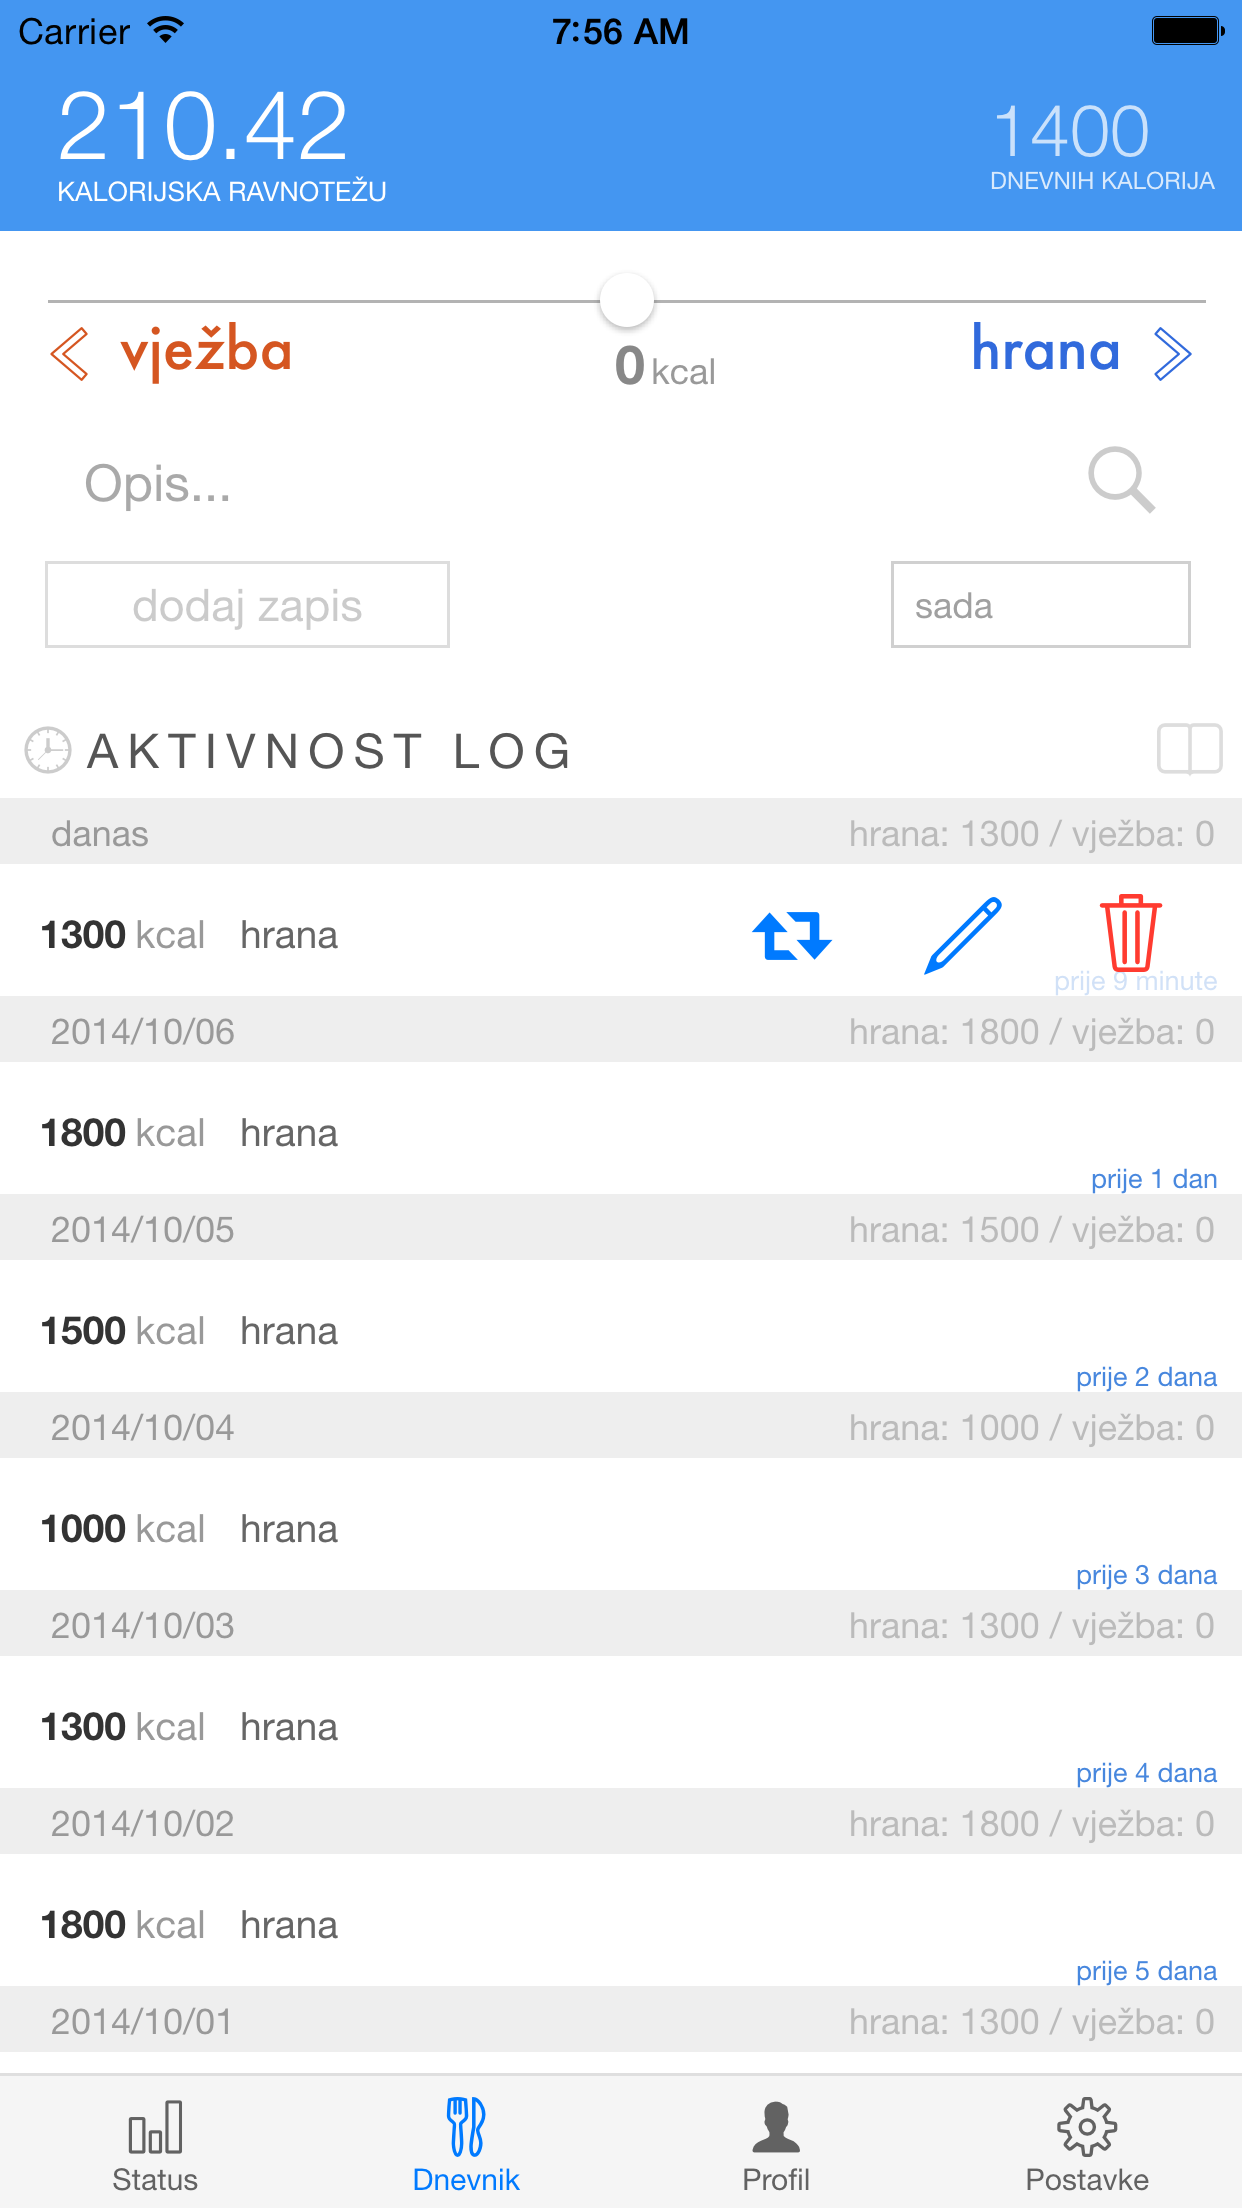 Carrier 7:56 AM
210.42 1400
KALORIJSKA RAVNOTEŽU DNEVNIH KALORIJA
vježba 0 kcal hrana
Opis...
dodaj zapis sada
AKTIVNOST LOG
danas hrana: 1300 / vježba: 0
1300 kcal hrana
prije 9 minute
2014/10/06 hrana: 1800 / vježba: 0
1800 kcal hrana
prije 1 dan
2014/10/05 hrana: 1500 / vježba: 0
1500 kcal hrana
prije 2 dana
2014/10/04 hrana: 1000 / vježba: 0
1000 kcal hrana
prije 3 dana
2014/10/03 hrana: 1300 / vježba: 0
1300 kcal hrana
prije 4 dana
2014/10/02 hrana: 1800 / vježba: 0
1800 kcal hrana
prije 5 dana
2014/10/01 hrana: 1300 / vježba: 0
Status Dnevnik Profil Postavke